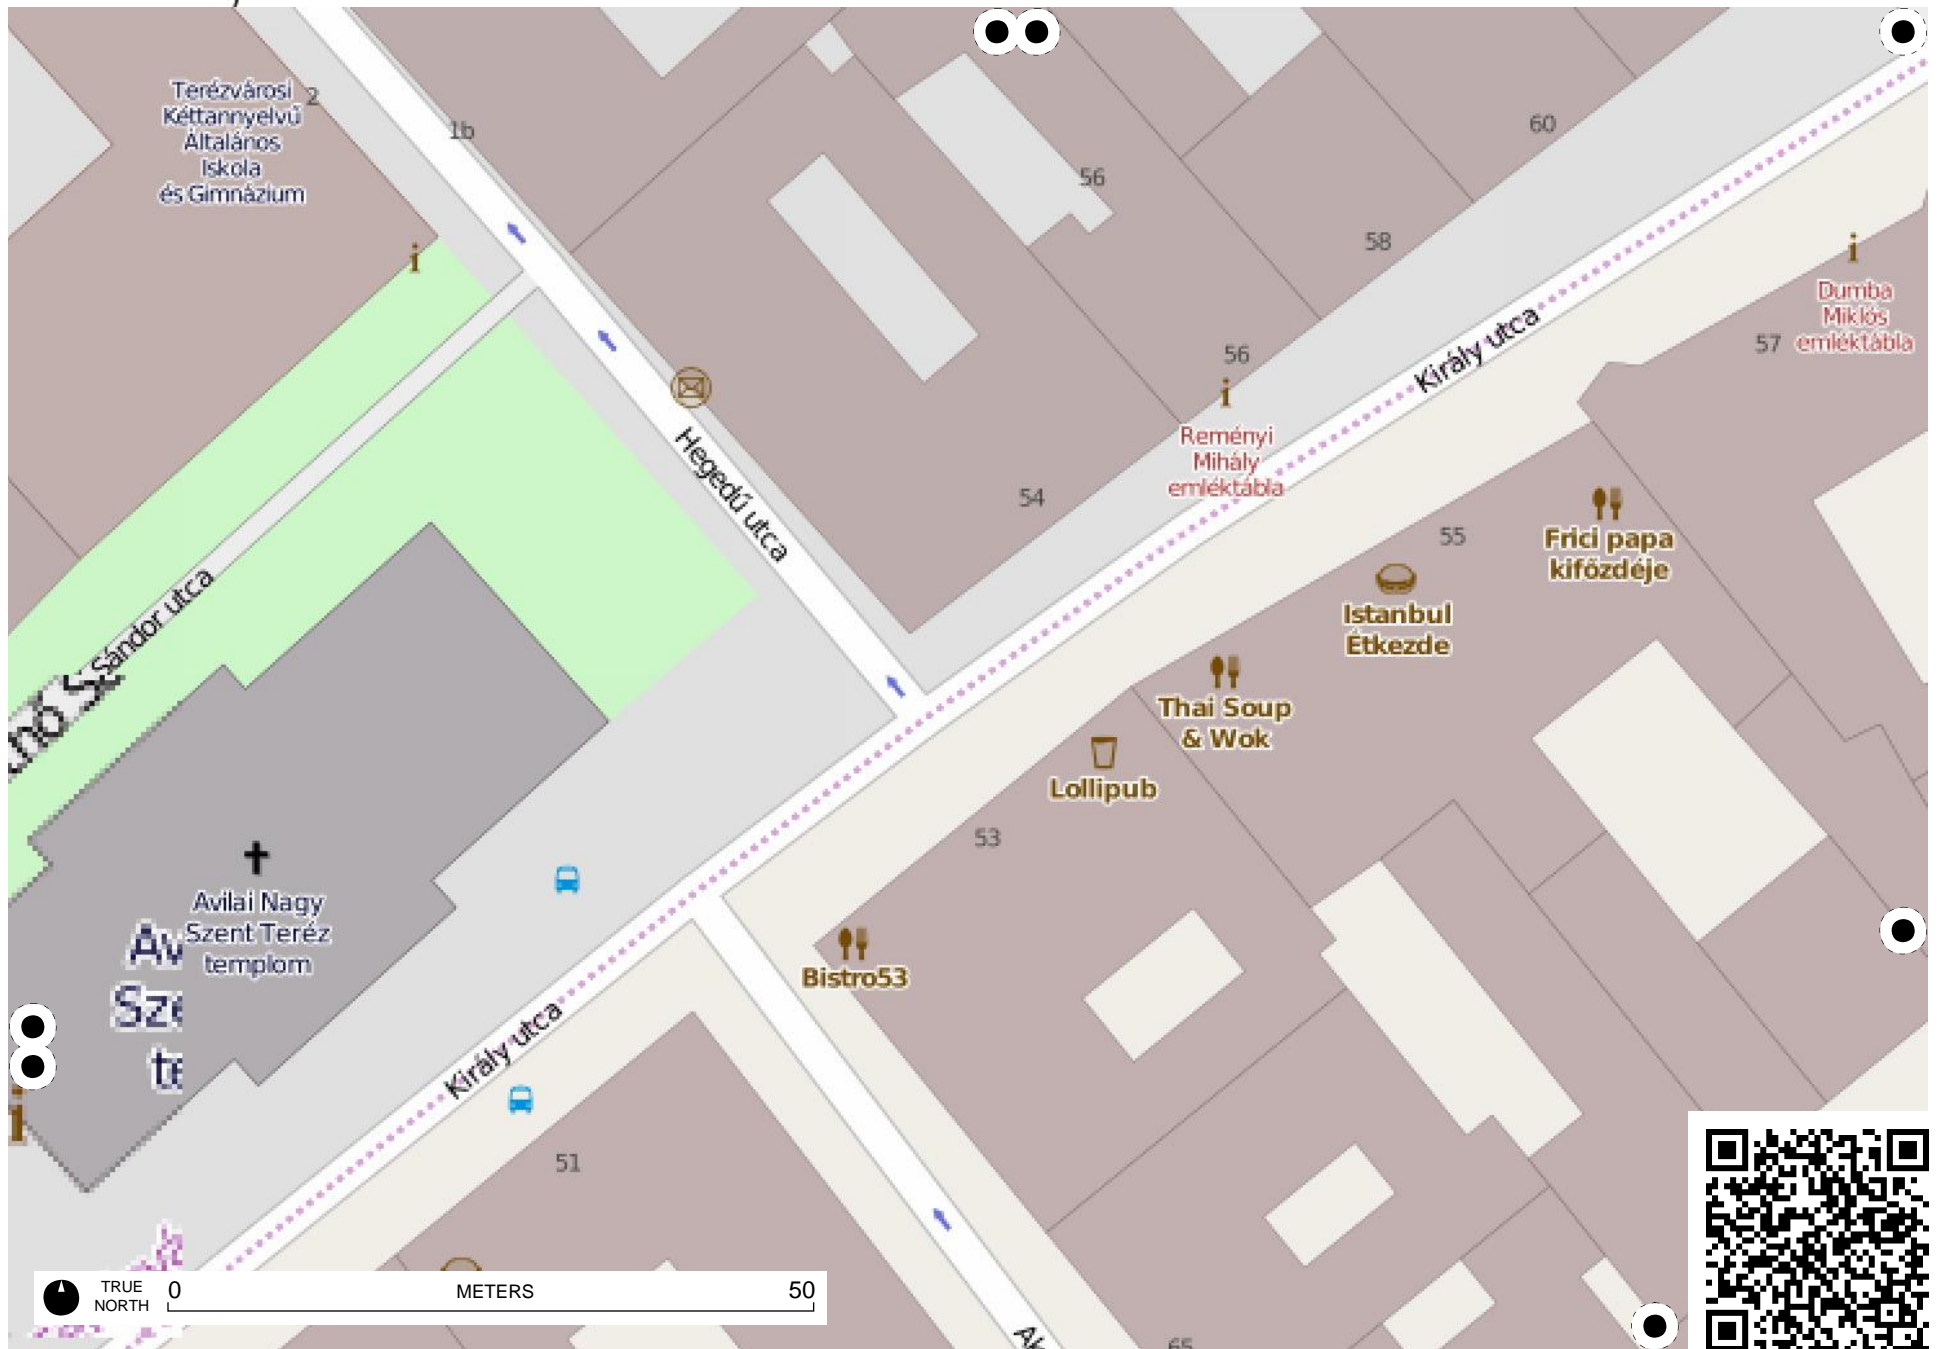 Terézvárosi
Kéttannyelvű
Általános
Iskola
és Gimnázium
2
1b
60
56
58
Dumba
Miklós
emléktábla
57
Király utca
56
Reményi
Mihály
emléktábla
Hegedű utca
54
55
Frici papa
kifőzdéje
Istanbul
Étkezde
Sándor utca
Thai Soup
& Wok
Lollipub
53
Avilai Nagy
Szent Teréz
templom
Bistro53
Király utca
51
65
TRUE
NORTH
0
METERS
50